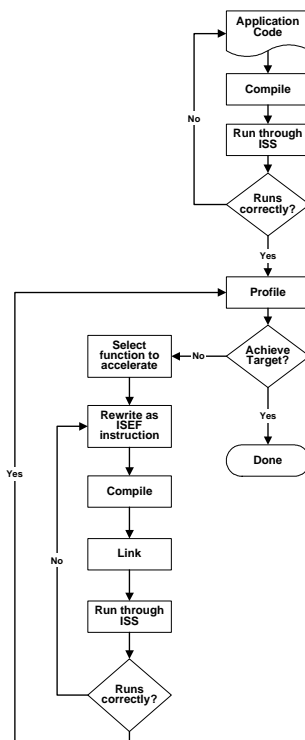 Application
Code
Compile
No
Run through
ISS
Runs
correctly?
Yes
Profile
Select
function to
accelerate
No
Achieve
Target?
Rewrite as
ISEF
instruction
Yes
Done
Compile
Yes
Link
No
Run through
ISS
Runs
correctly?